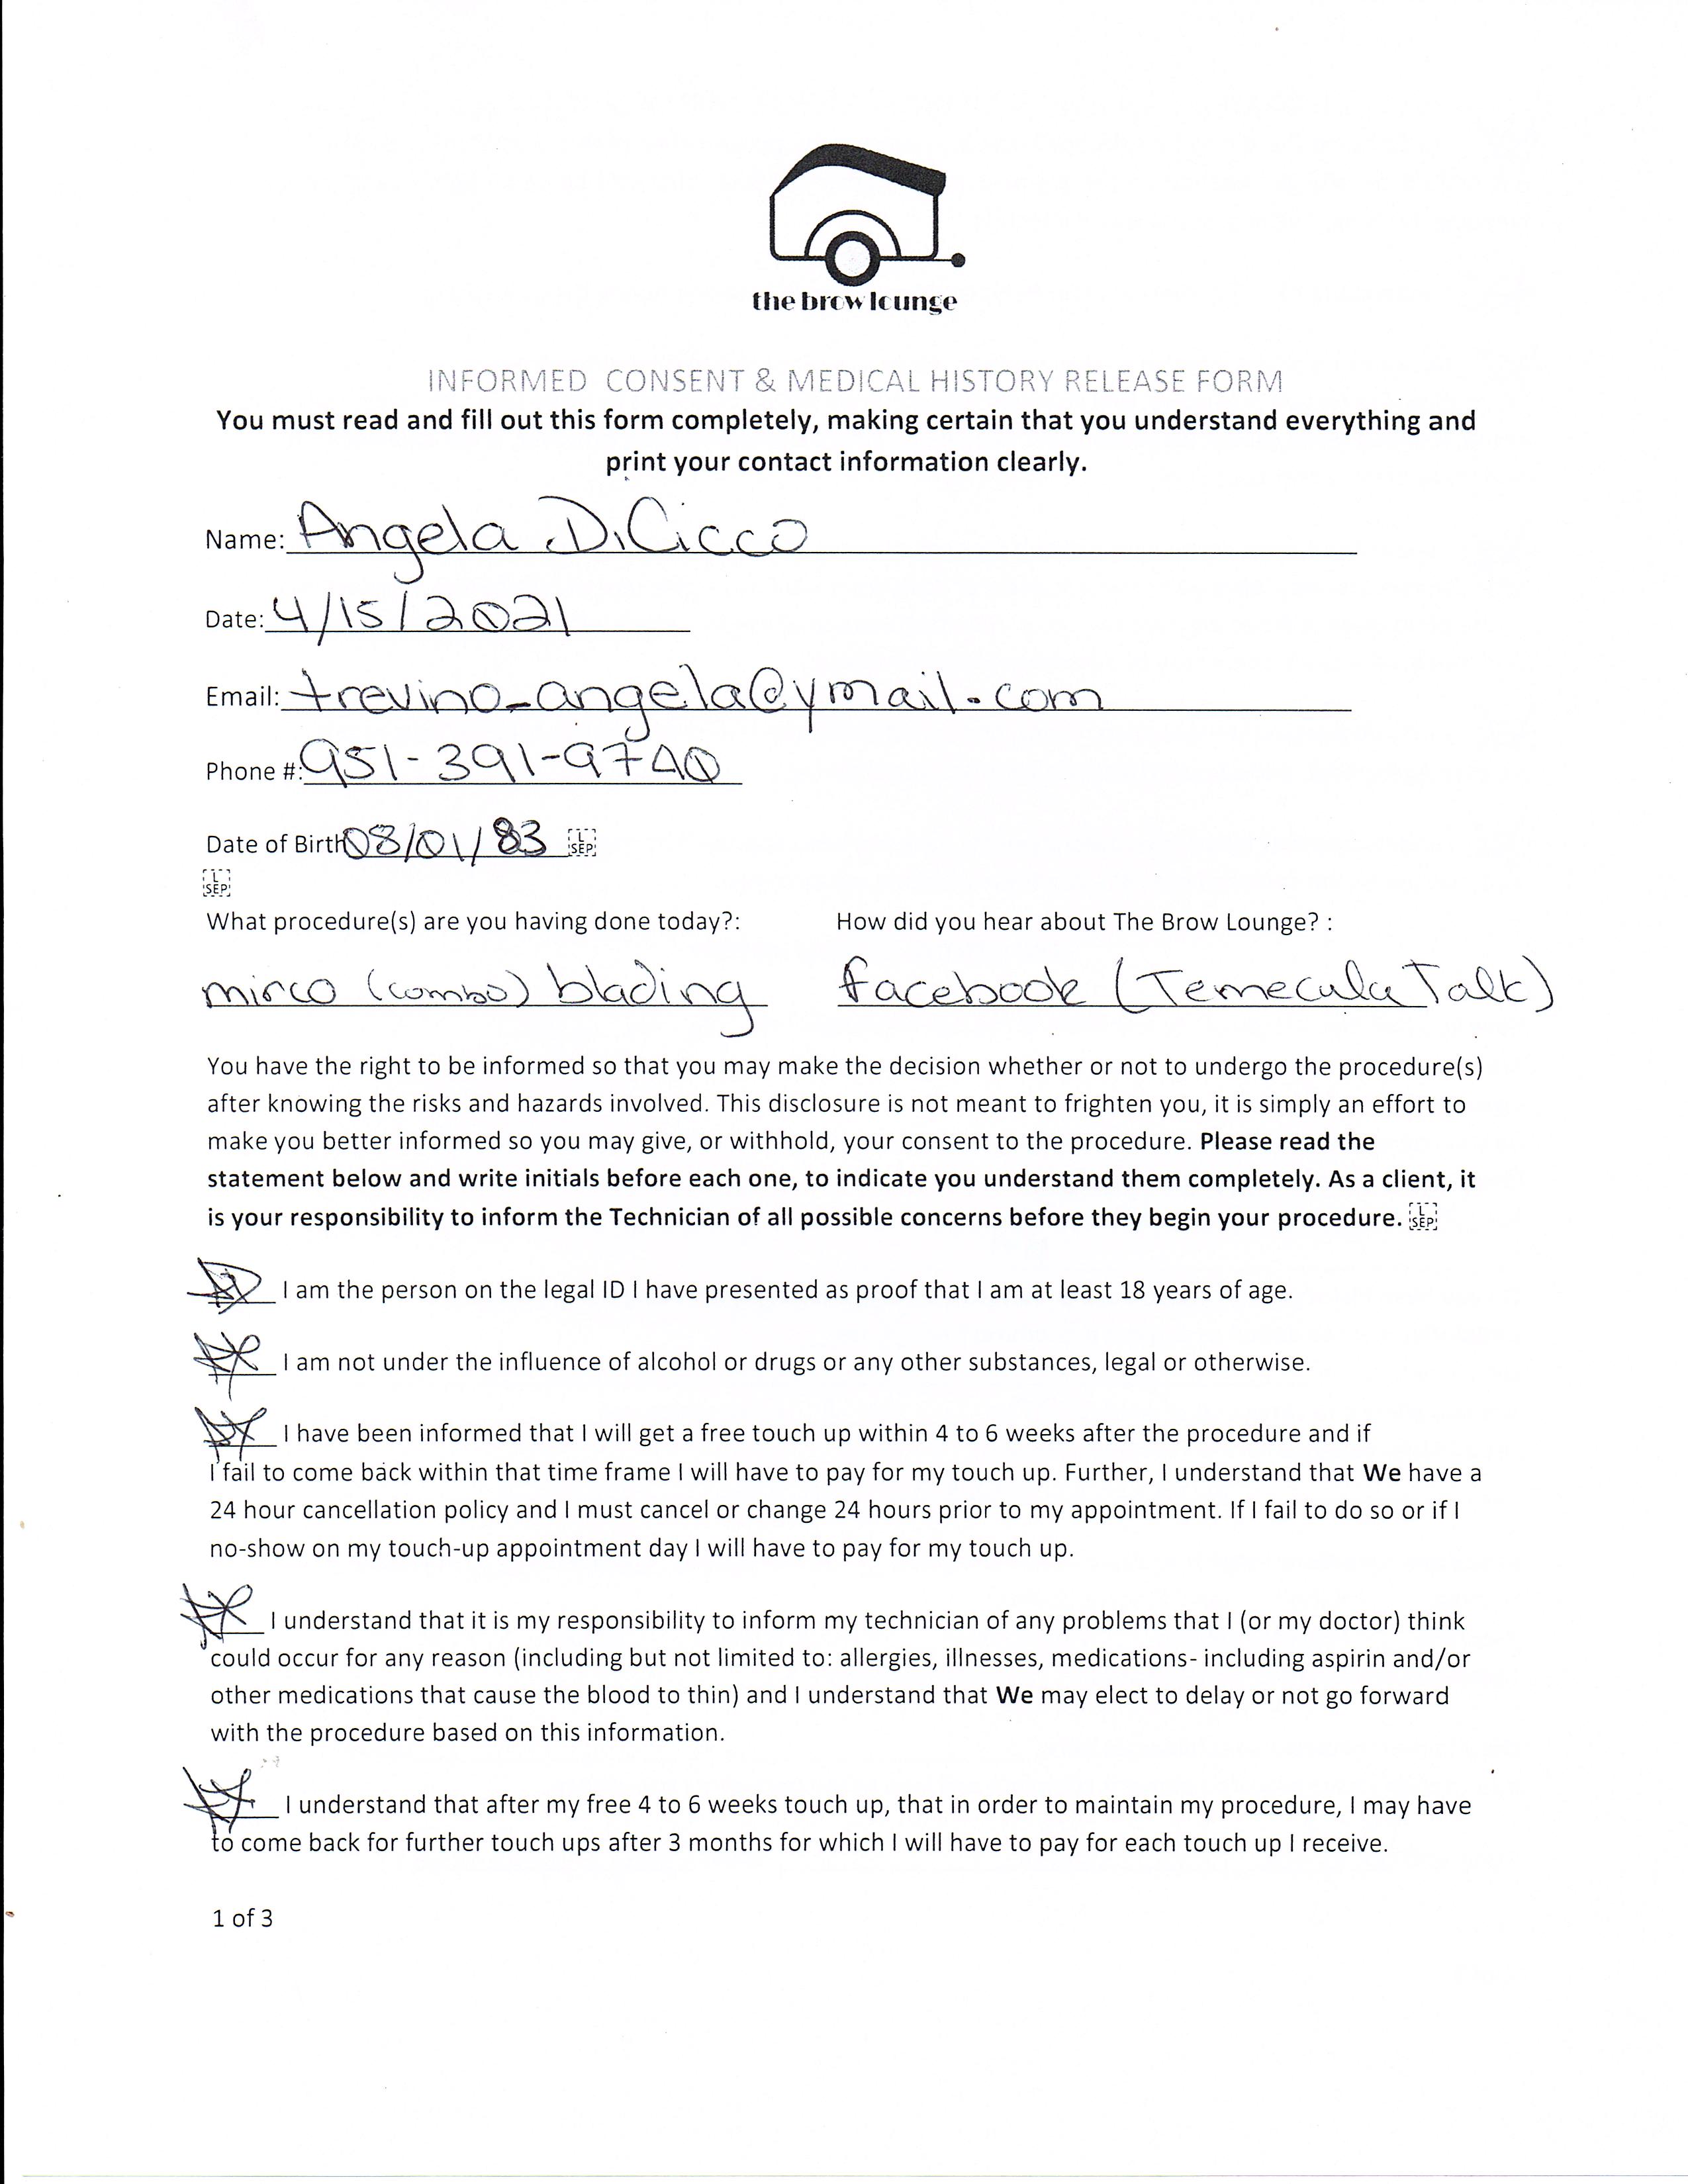 the brow lounge
INFORMED CONSENT & MEDICAL HISTORY RELEASE FORM
You must read and fill out this form completely, making certain that you understand everything and
print your contact information clearly.
Name: Angela DiCicco
Date: 4/15/2021
Email: trevino_angela@ymail.com
Phone #: 951-391-9740
Date of Birth 08/01/83 L SEP
L SEP
What procedure(s) are you having done today?: How did you hear about The Brow Lounge? :
mirco (combo) blading facebook (Temecula Talk)
You have the right to be informed so that you may make the decision whether or not to undergo the procedure(s)
after knowing the risks and hazards involved. This disclosure is not meant to frighten you, it is simply an effort to
make you better informed so you may give, or withhold, your consent to the procedure. Please read the
statement below and write initials before each one, to indicate you understand them completely. As a client, it
is your responsibility to inform the Technician of all possible concerns before they begin your procedure. L SEP
I am the person on the legal ID I have presented as proof that I am at least 18 years of age.
I am not under the influence of alcohol or drugs or any other substances, legal or otherwise.
I have been informed that I will get a free touch up within 4 to 6 weeks after the procedure and if
I fail to come back within that time frame I will have to pay for my touch up. Further, I understand that We have a
24 hour cancellation policy and I must cancel or change 24 hours prior to my appointment. If I fail to do so or if I
no-show on my touch-up appointment day I will have to pay for my touch up.
I understand that it is my responsibility to inform my technician of any problems that I (or my doctor) think
could occur for any reason (including but not limited to: allergies, illnesses, medications- including aspirin and/or
other medications that cause the blood to thin) and I understand that We may elect to delay or not go forward
with the procedure based on this information.
I understand that after my free 4 to 6 weeks touch up, that in order to maintain my procedure, I may have
to come back for further touch ups after 3 months for which I will have to pay for each touch up I receive.
1 of 3